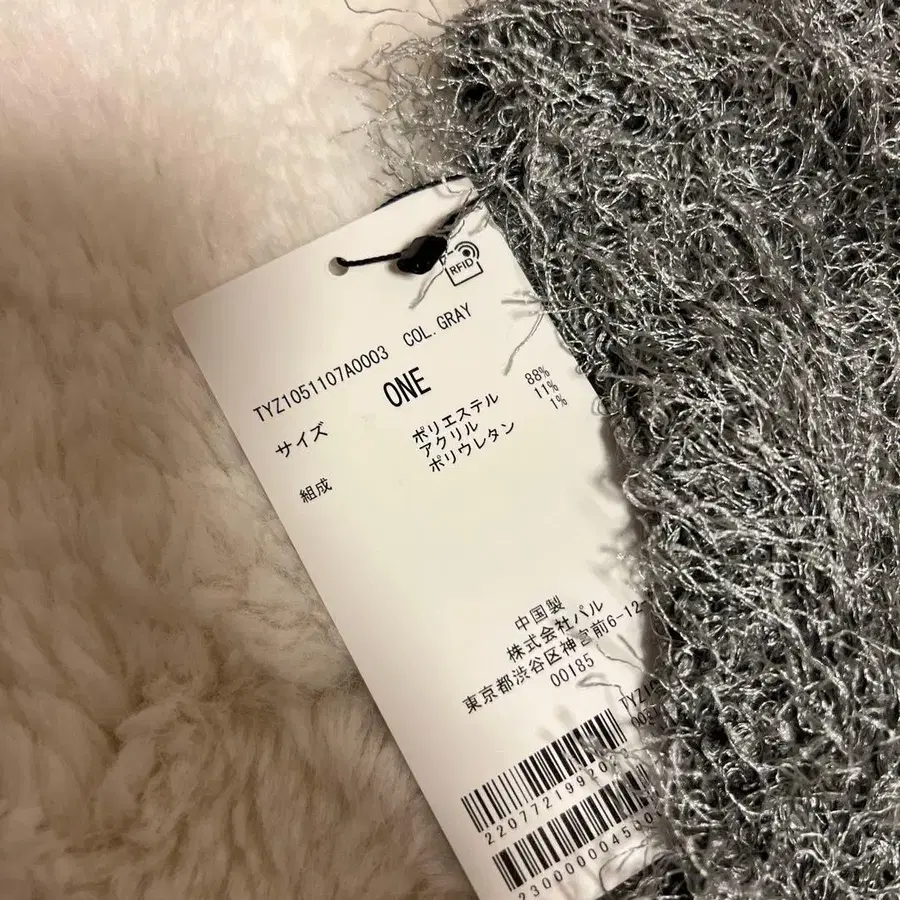 RFID
TYZ1051107A0003 COL.GRAY
サイズ ONE
組成 ポリエステル 88%
アクリル 11%
ポリウレタン 1%
中国製
株式会社パル
東京都渋谷区神宮前6-12-
00185